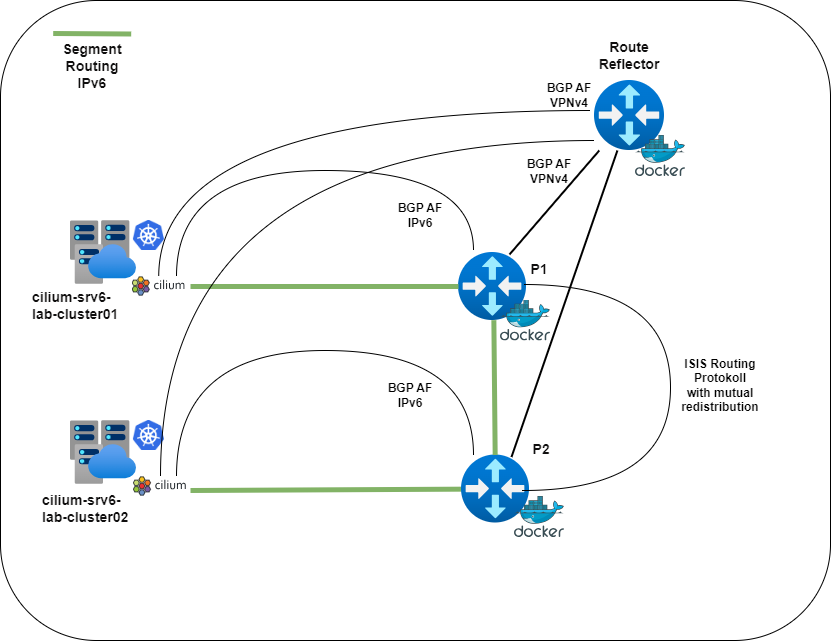 Segment
Routing
IPv6
Route
Reflector
BGP AF
VPNv4
docker
BGP AF
VPNv4
BGP AF
IPv6
cilium
cilium-srv6-
lab-cluster01
P1
docker
ISIS Routing
Protokoll
with mutual
redistribution
BGP AF
IPv6
P2
cilium
cilium-srv6-
lab-cluster02
docker